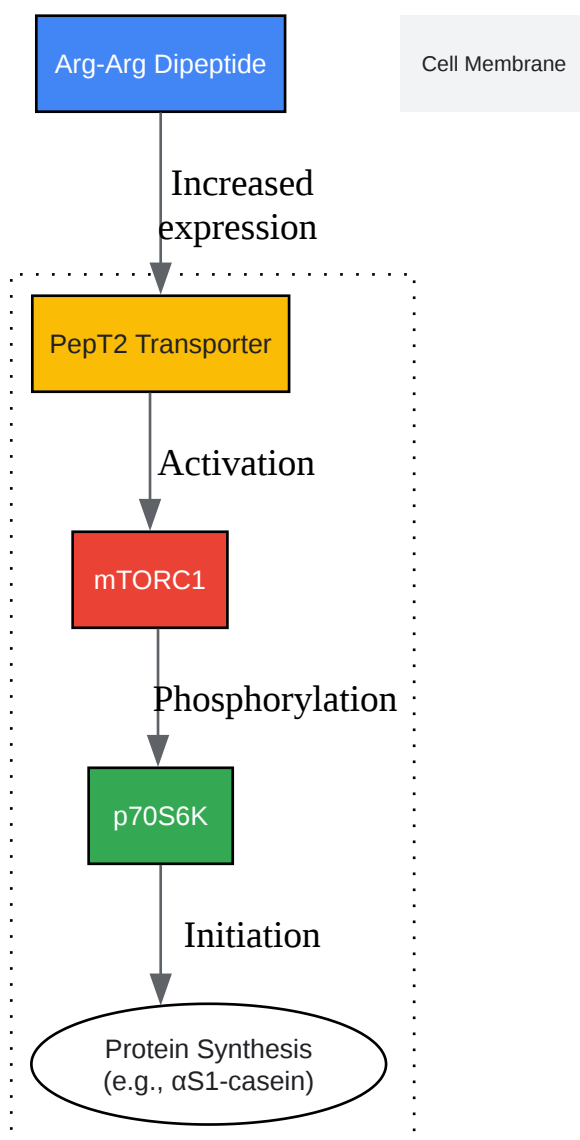 Arg-Arg Dipeptide
Cell Membrane
Increased
expression
PepT2 Transporter
Activation
mTORC1
Phosphorylation
p70S6K
Initiation
Protein Synthesis
(e.g., αS1-casein)